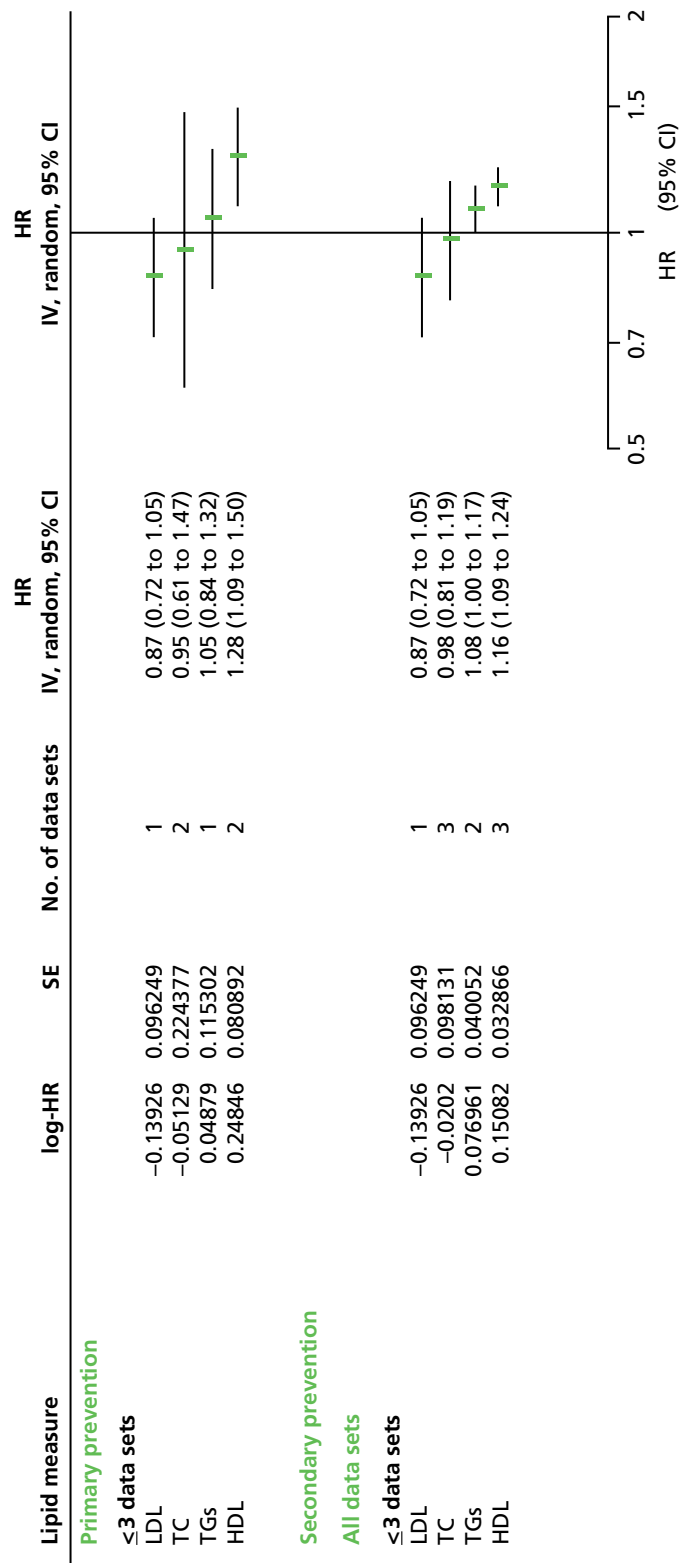 HR HR
Lipid measure log-HR SE No. of data sets IV, random, 95% CI IV, random, 95% CI
Primary prevention
≤3 data sets
LDL −0.13926 0.096249 1 0.87 (0.72 to 1.05)
TC −0.05129 0.224377 2 0.95 (0.61 to 1.47)
TGs 0.04879 0.115302 1 1.05 (0.84 to 1.32)
HDL 0.24846 0.080892 2 1.28 (1.09 to 1.50)
Secondary prevention
All data sets
≤3 data sets
LDL −0.13926 0.096249 1 0.87 (0.72 to 1.05)
TC −0.0202 0.098131 3 0.98 (0.81 to 1.19)
TGs 0.076961 0.040052 2 1.08 (1.00 to 1.17)
HDL 0.15082 0.032866 3 1.16 (1.09 to 1.24)
0.5 0.7 1 1.5 2
HR (95% CI)